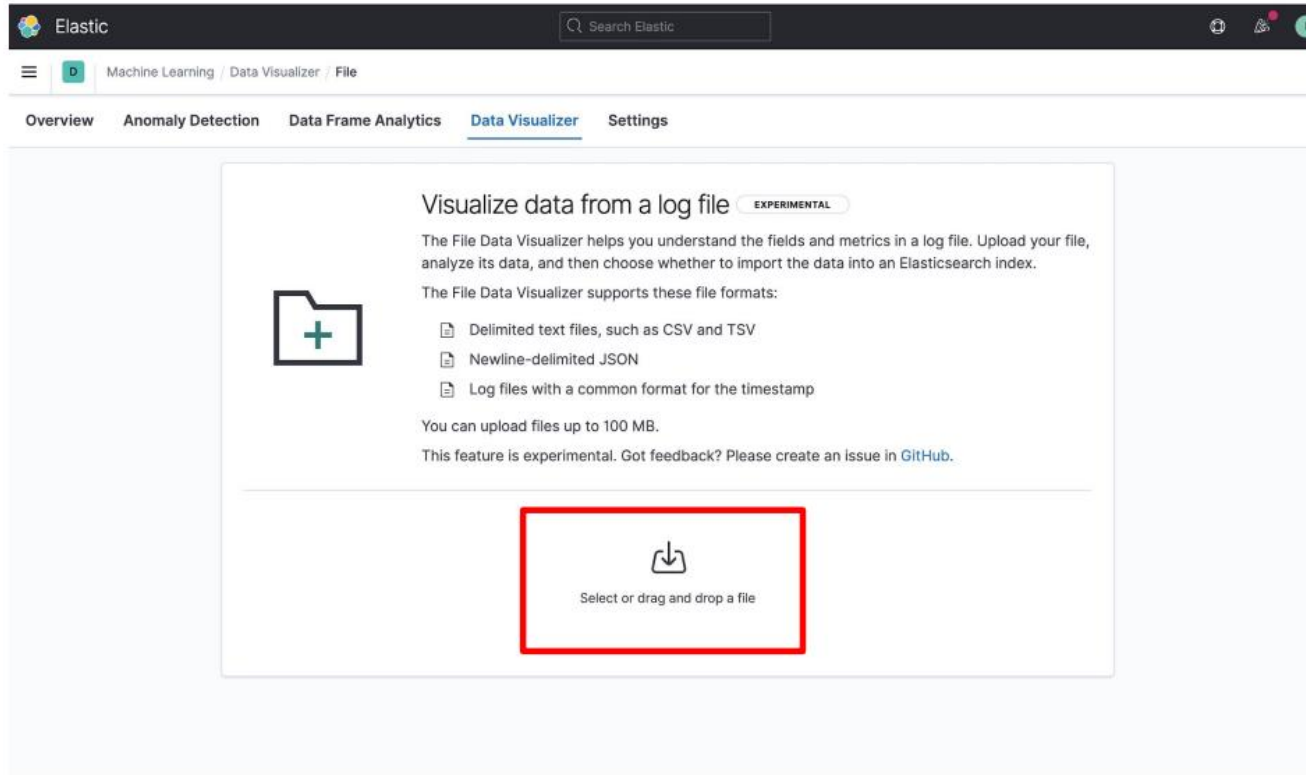 Elastic
Search Elastic
D
Machine Learning / Data Visualizer / File
Overview Anomaly Detection Data Frame Analytics Data Visualizer Settings
Visualize data from a log file EXPERIMENTAL
The File Data Visualizer helps you understand the fields and metrics in a log file. Upload your file,
analyze its data, and then choose whether to import the data into an Elasticsearch index.
The File Data Visualizer supports these file formats:
Delimited text files, such as CSV and TSV
Newline-delimited JSON
Log files with a common format for the timestamp
You can upload files up to 100 MB.
This feature is experimental. Got feedback? Please create an issue in GitHub.
Select or drag and drop a file